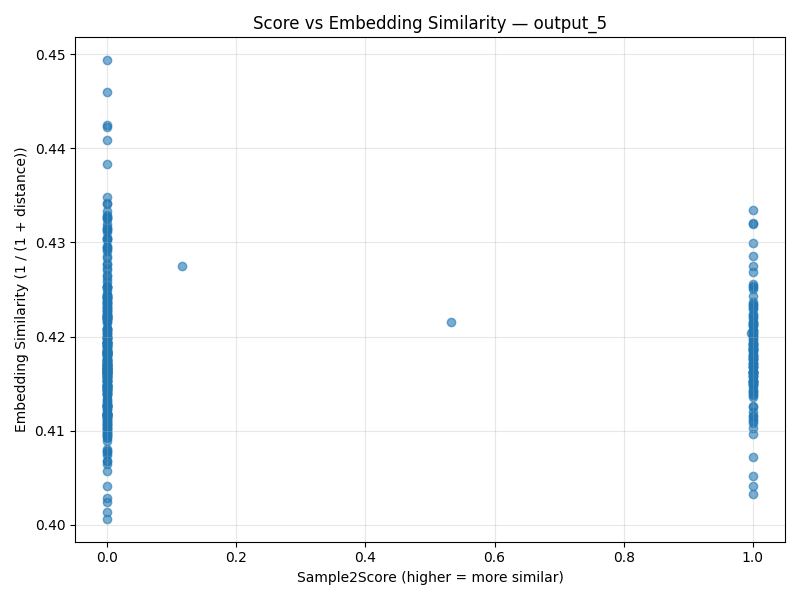 Score vs Embedding Similarity — output_5
Embedding Similarity (1 / (1 + distance))
0.45
0.44
0.43
0.42
0.41
0.40
0.0 0.2 0.4 0.6 0.8 1.0
Sample2Score (higher = more similar)